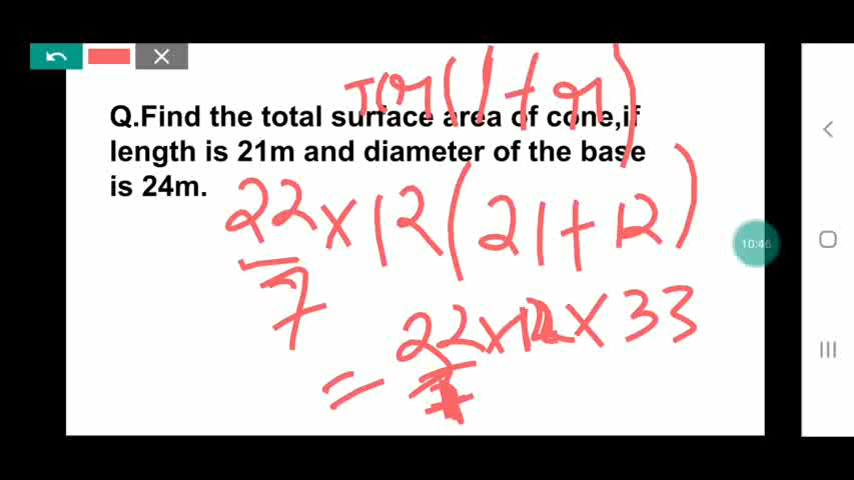 πr(l+r)
Q.Find the total surface area of cone,if
length is 21m and diameter of the base
is 24m.
22/7 × 12 (21+12)
= 22/7 × 12 × 33
10:46